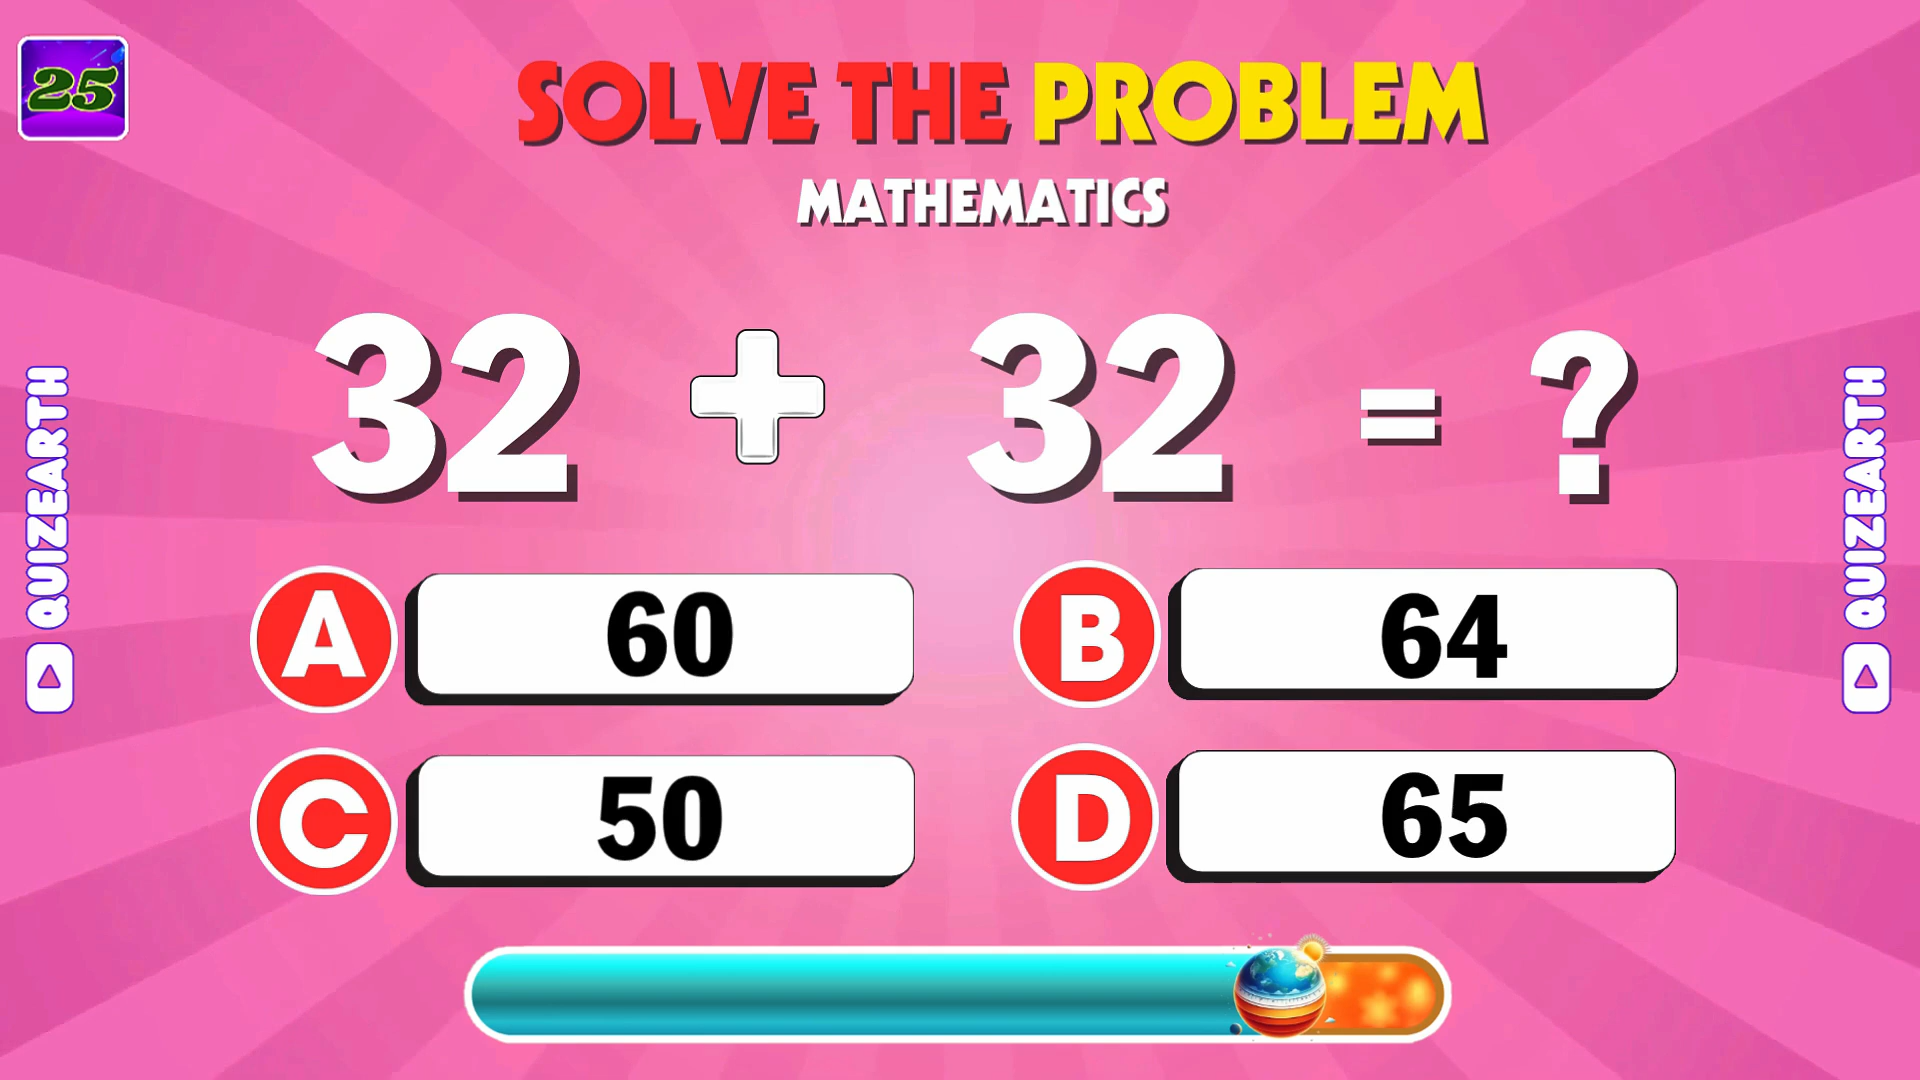 25
SOLVE THE PROBLEM
MATHEMATICS
32 + 32 = ?
A 60
B 64
C 50
D 65
QUIZEARTH
QUIZEARTH